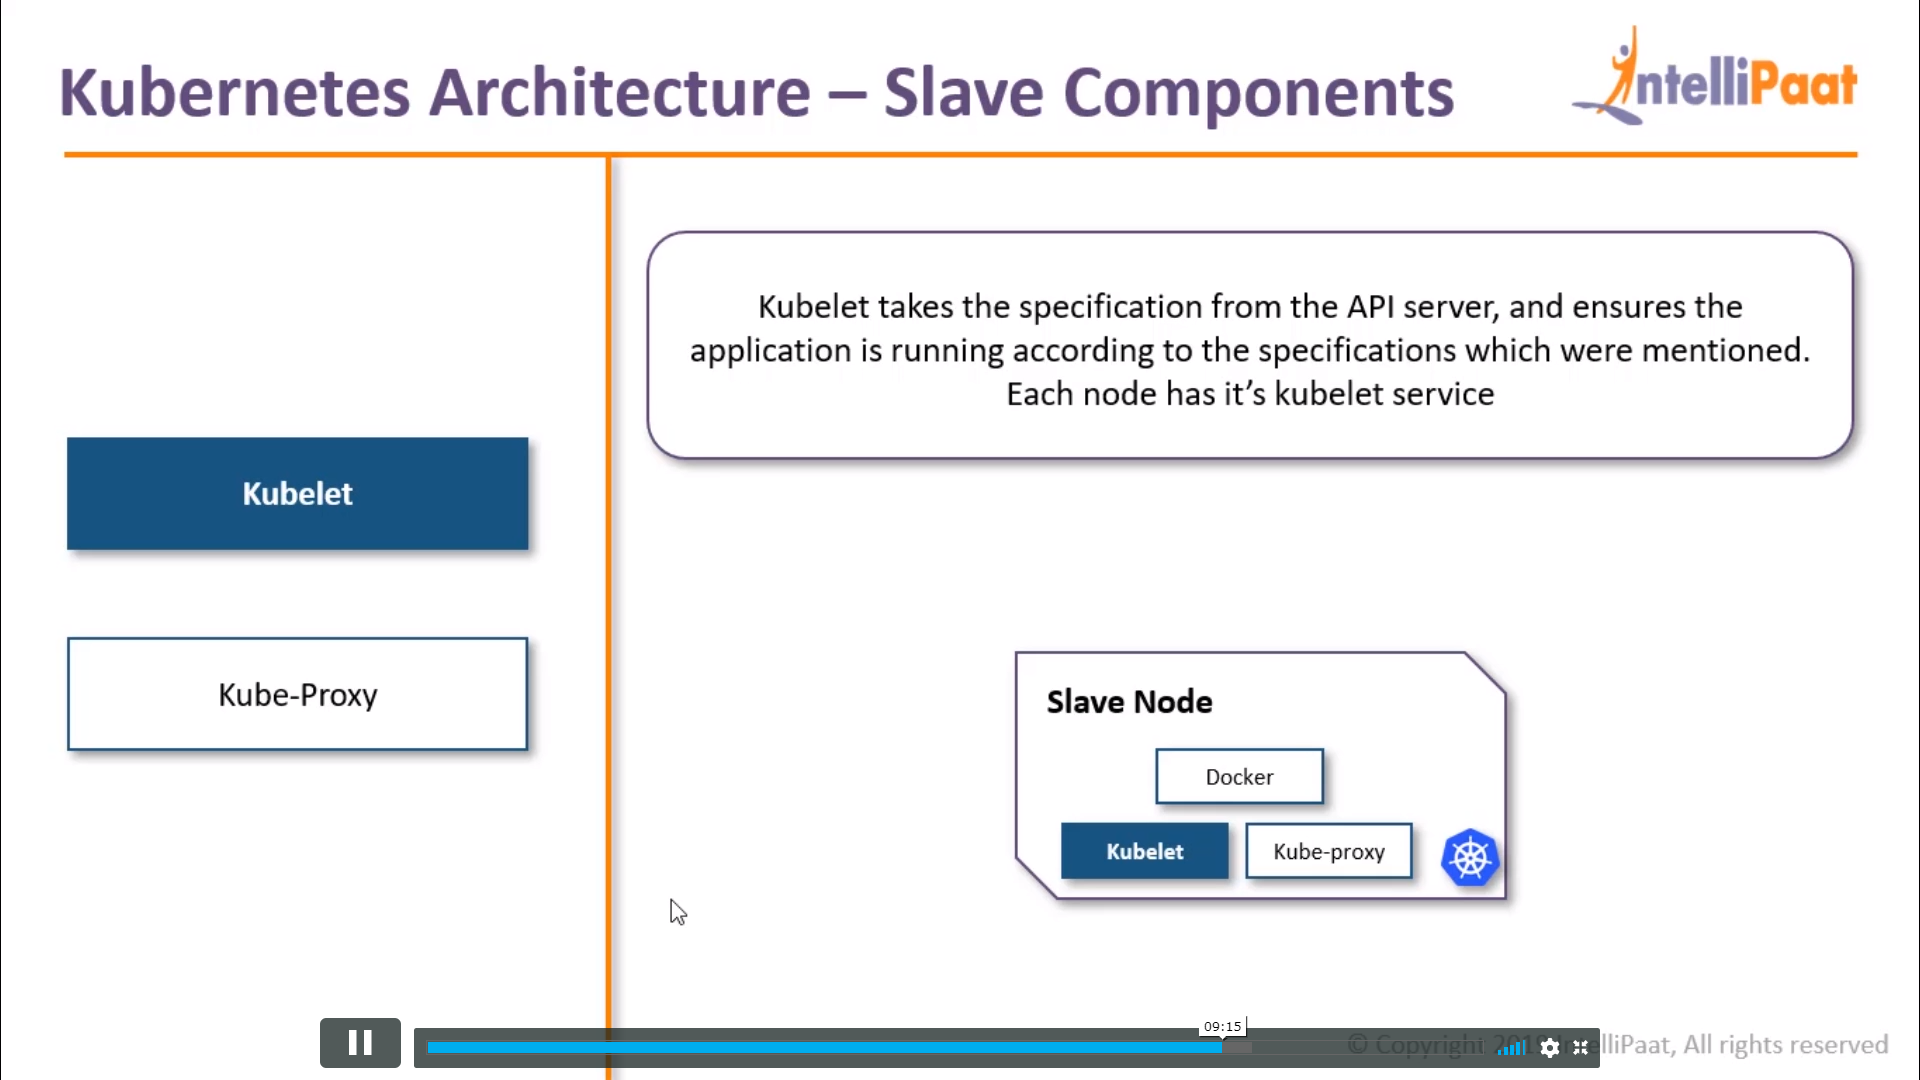 Kubernetes Architecture – Slave Components
IntelliPaat
Kubelet takes the specification from the API server, and ensures the
application is running according to the specifications which were mentioned.
Each node has it’s kubelet service
Kubelet
Kube-Proxy
Slave Node
Docker
Kubelet
Kube-proxy
09:15
© Copyright 2019 IntelliPaat, All rights reserved